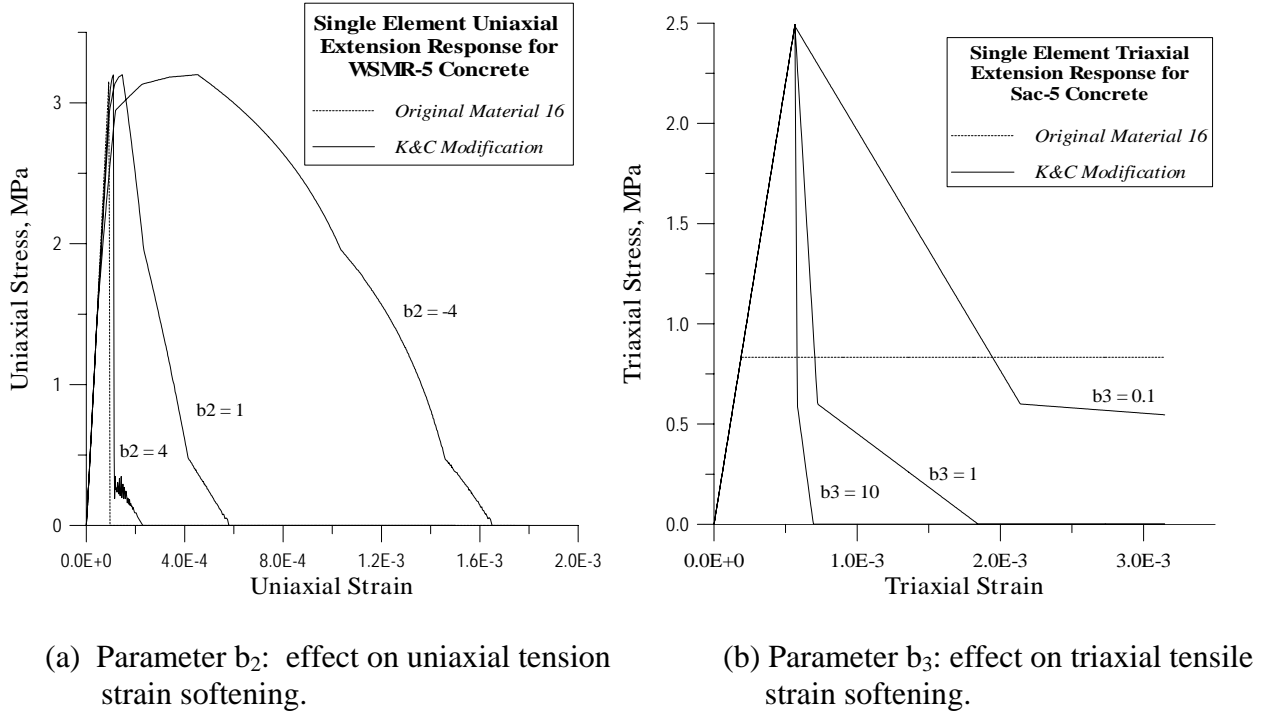 Single Element Uniaxial
Extension Response for
WSMR-5 Concrete
Original Material 16
K&C Modification
Uniaxial Stress, MPa
3
2
1
0
b2 = -4
b2 = 1
b2 = 4
0.0E+0
4.0E-4
8.0E-4
1.2E-3
1.6E-3
2.0E-3
Uniaxial Strain
Single Element Triaxial
Extension Response for
Sac-5 Concrete
Original Material 16
K&C Modification
Triaxial Stress, MPa
2.5
2.0
1.5
1.0
0.5
0.0
b3 = 0.1
b3 = 1
b3 = 10
0.0E+0
1.0E-3
2.0E-3
3.0E-3
Triaxial Strain
(a) Parameter b₂: effect on uniaxial tension
strain softening.
(b) Parameter b₃: effect on triaxial tensile
strain softening.